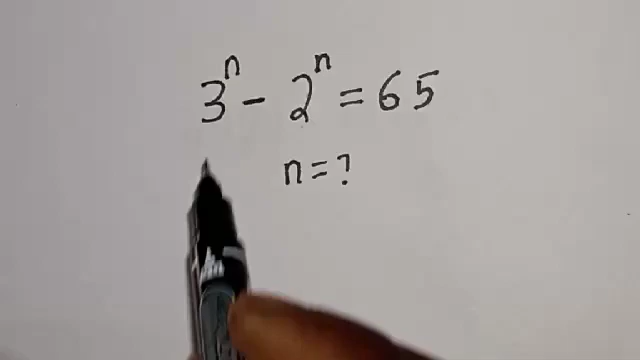 3ⁿ - 2ⁿ = 65
n = ?